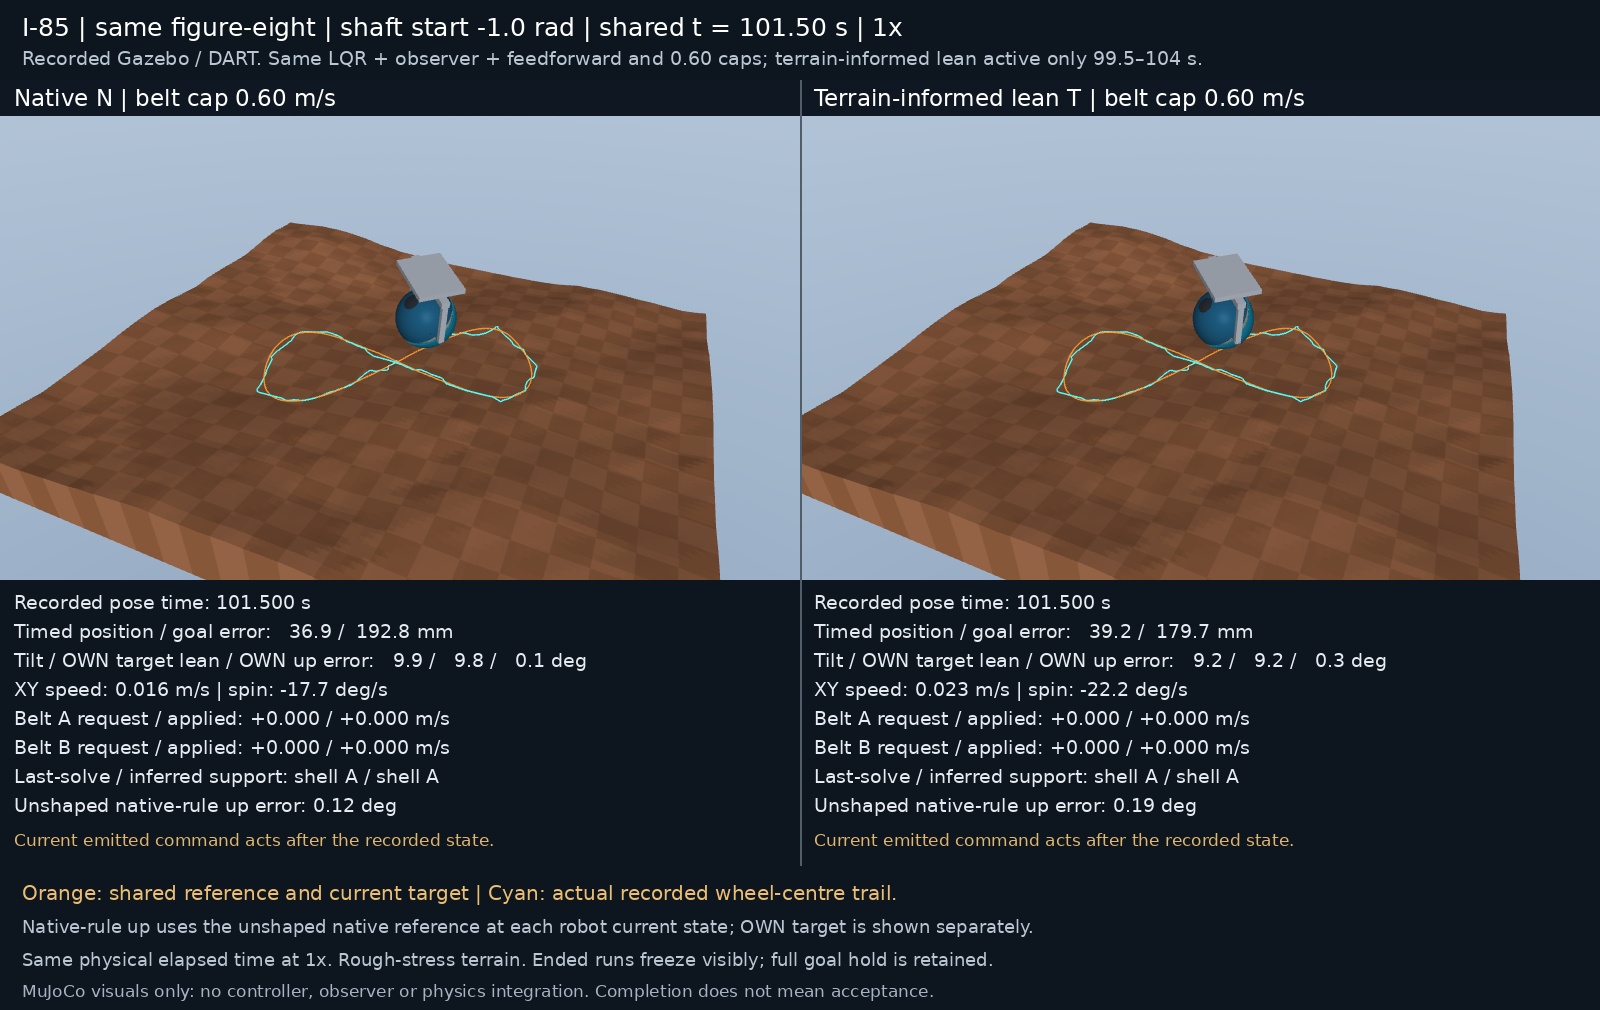 I-85 | same figure-eight | shaft start -1.0 rad | shared t = 101.50 s | 1x
Recorded Gazebo / DART. Same LQR + observer + feedforward and 0.60 caps; terrain-informed lean active only 99.5–104 s.
Native N | belt cap 0.60 m/s
Terrain-informed lean T | belt cap 0.60 m/s
Recorded pose time: 101.500 s
Timed position / goal error:   36.9 /  192.8 mm
Tilt / OWN target lean / OWN up error:   9.9 /   9.8 /   0.1 deg
XY speed: 0.016 m/s | spin: -17.7 deg/s
Belt A request / applied: +0.000 / +0.000 m/s
Belt B request / applied: +0.000 / +0.000 m/s
Last-solve / inferred support: shell A / shell A
Unshaped native-rule up error: 0.12 deg
Current emitted command acts after the recorded state.
Recorded pose time: 101.500 s
Timed position / goal error:   39.2 /  179.7 mm
Tilt / OWN target lean / OWN up error:   9.2 /   9.2 /   0.3 deg
XY speed: 0.023 m/s | spin: -22.2 deg/s
Belt A request / applied: +0.000 / +0.000 m/s
Belt B request / applied: +0.000 / +0.000 m/s
Last-solve / inferred support: shell A / shell A
Unshaped native-rule up error: 0.19 deg
Current emitted command acts after the recorded state.
Orange: shared reference and current target | Cyan: actual recorded wheel-centre trail.
Native-rule up uses the unshaped native reference at each robot current state; OWN target is shown separately.
Same physical elapsed time at 1x. Rough-stress terrain. Ended runs freeze visibly; full goal hold is retained.
MuJoCo visuals only: no controller, observer or physics integration. Completion does not mean acceptance.